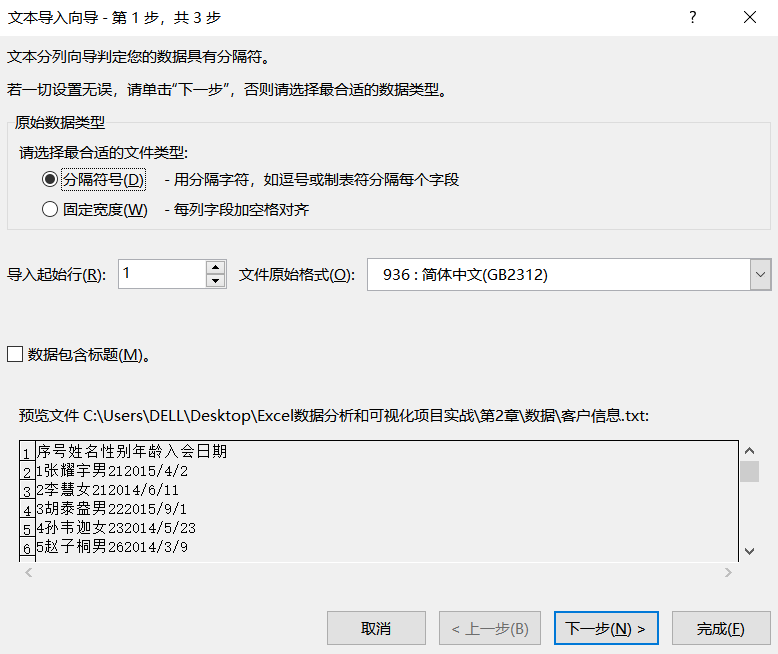 文本导入向导 - 第 1 步，共 3 步
?
文本分列向导判定您的数据具有分隔符。
若一切设置无误，请单击“下一步”，否则请选择最合适的数据类型。
原始数据类型
请选择最合适的文件类型:
分隔符号(D) - 用分隔字符，如逗号或制表符分隔每个字段
固定宽度(W) - 每列字段加空格对齐
导入起始行(R): 1 文件原始格式(O): 936 : 简体中文(GB2312)
数据包含标题(M)。
预览文件 C:\Users\DELL\Desktop\Excel数据分析和可视化项目实战\第2章\数据\客户信息.txt:
1 序号姓名性别年龄入会日期
2 1张耀宇男212015/4/2
3 2李慧女212014/6/11
4 3胡泰盘男222015/9/1
5 4孙韦迦女232014/5/23
6 5赵子桐男262014/3/9
取消 < 上一步(B) 下一步(N) > 完成(F)